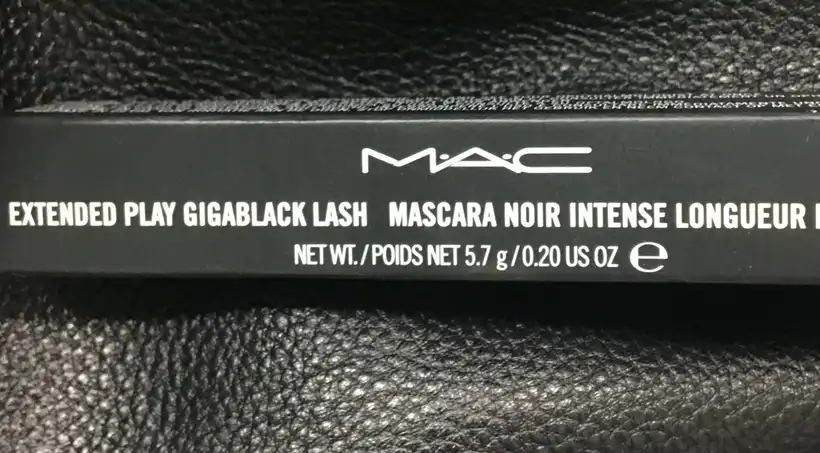 M·A·C
EXTENDED PLAY GIGABLACK LASH MASCARA NOIR INTENSE LONGUEUR
NET WT./POIDS NET 5.7 g/0.20 US OZ ℮